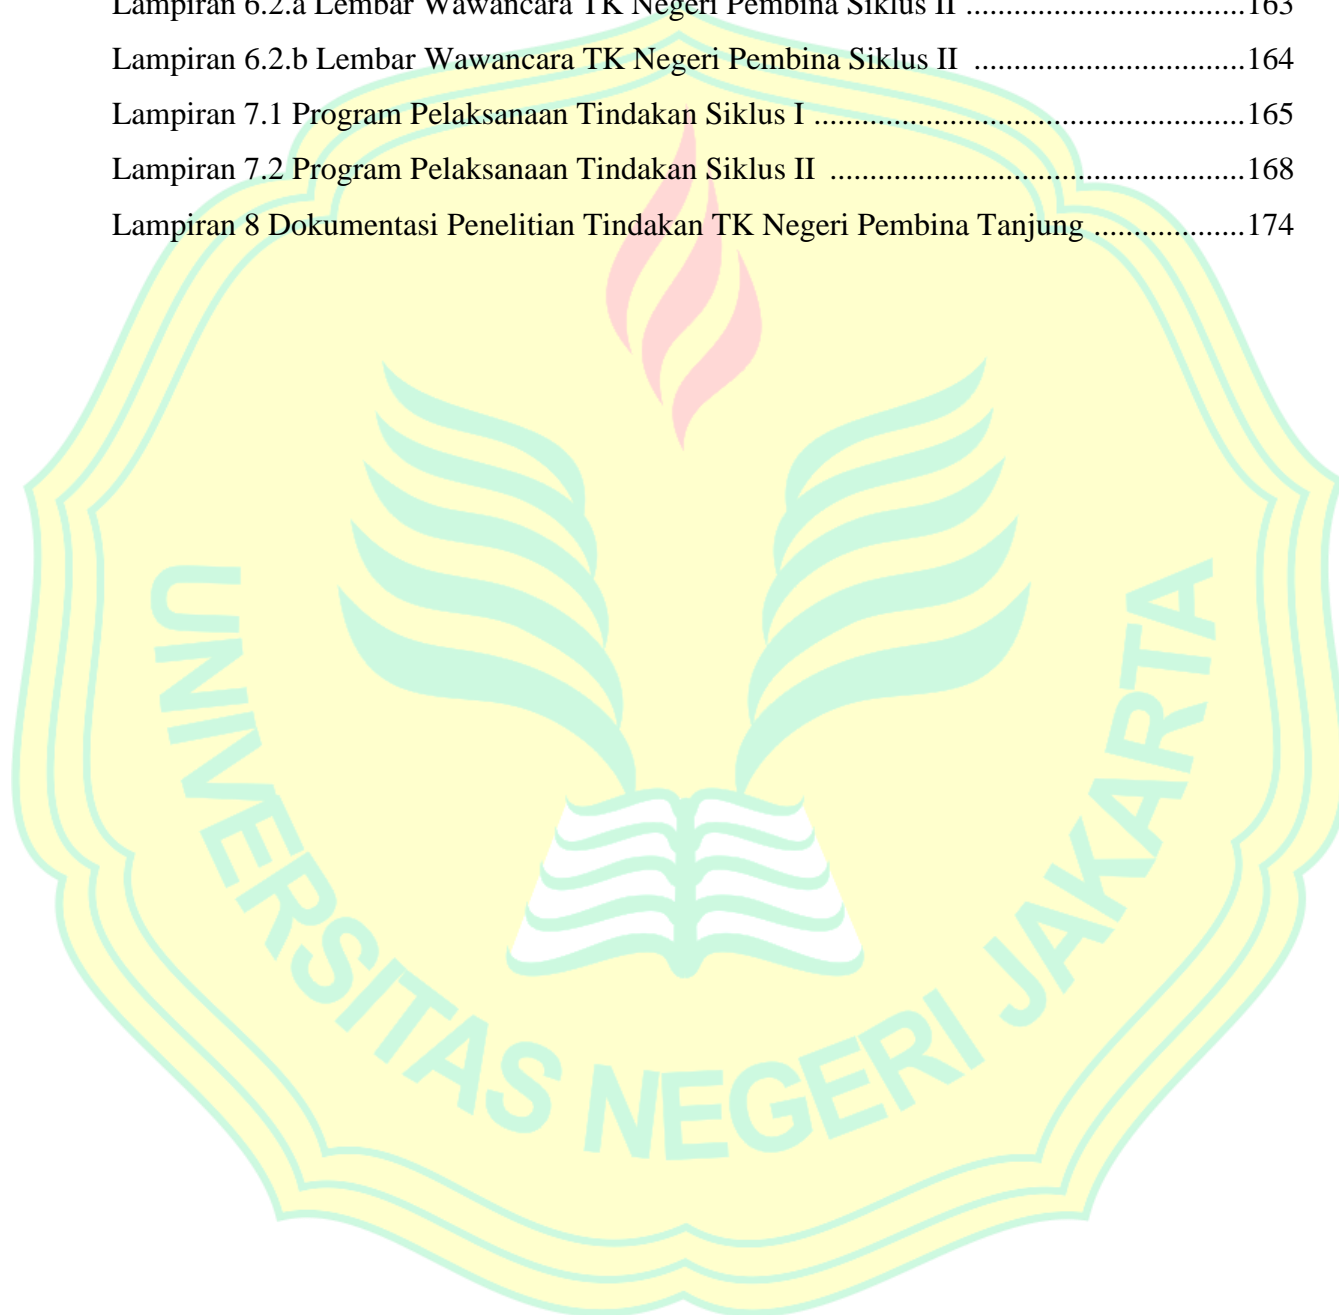 Lampiran 6.2.a Lembar Wawancara TK Negeri Pembina Siklus II ..............................163
Lampiran 6.2.b Lembar Wawancara TK Negeri Pembina Siklus II .............................164
Lampiran 7.1 Program Pelaksanaan Tindakan Siklus I ..............................................165
Lampiran 7.2 Program Pelaksanaan Tindakan Siklus II ............................................168
Lampiran 8 Dokumentasi Penelitian Tindakan TK Negeri Pembina Tanjung ................174
UNIVERSITAS NEGERI JAKARTA